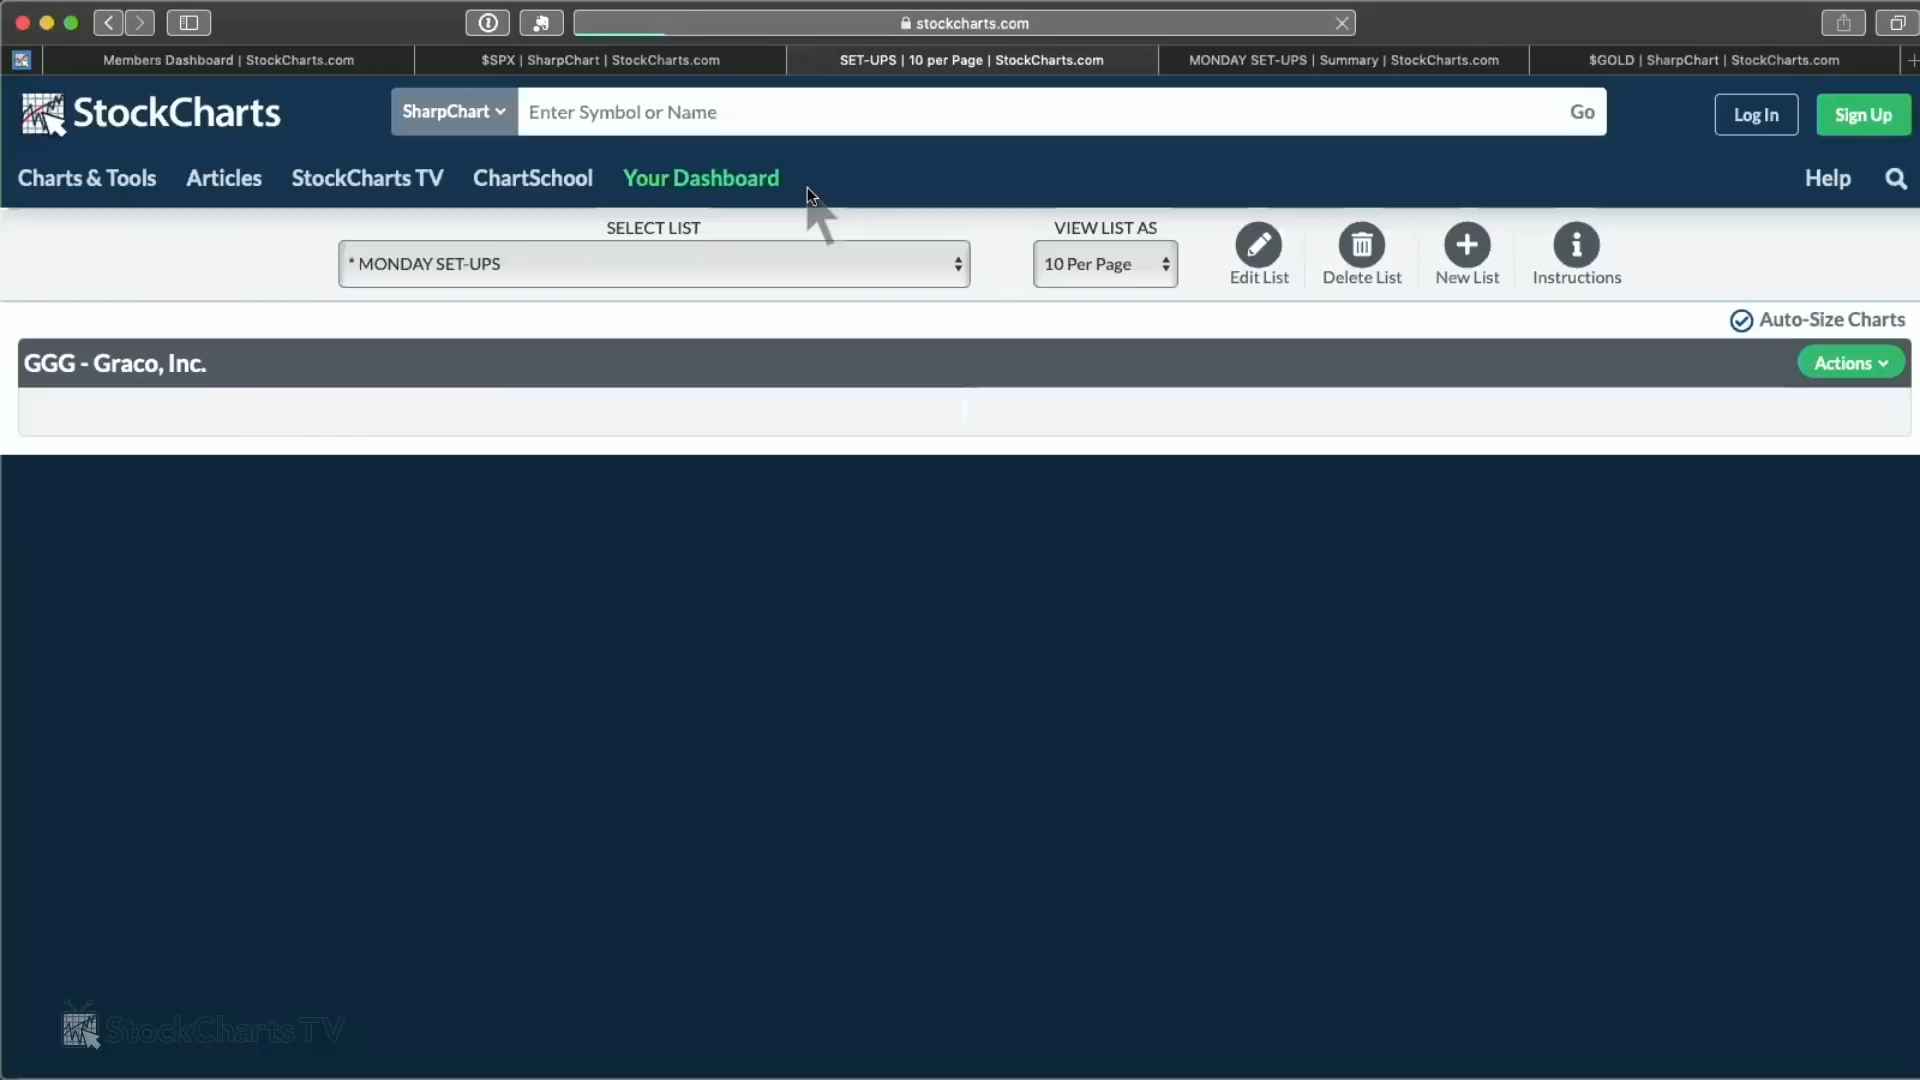 stockcharts.com
Members Dashboard | StockCharts.com
$SPX | SharpChart | StockCharts.com
SET-UPS | 10 per Page | StockCharts.com
MONDAY SET-UPS | Summary | StockCharts.com
$GOLD | SharpChart | StockCharts.com
StockCharts
SharpChart
Enter Symbol or Name
Go
Log In
Sign Up
Charts & Tools
Articles
StockCharts TV
ChartSchool
Your Dashboard
Help
SELECT LIST
* MONDAY SET-UPS
VIEW LIST AS
10 Per Page
Edit List
Delete List
New List
Instructions
Auto-Size Charts
GGG - Graco, Inc.
Actions
StockCharts TV